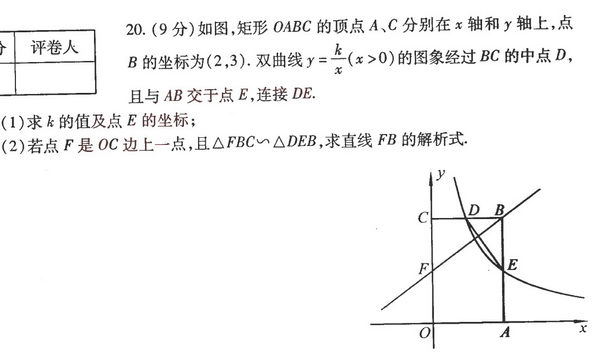 分 评卷人
20. (9 分)如图,矩形 OABC 的顶点 A、C 分别在 x 轴和 y 轴上,点
B 的坐标为(2,3). 双曲线 y=k/x(x>0)的图象经过 BC 的中点 D,
且与 AB 交于点 E,连接 DE.
(1)求 k 的值及点 E 的坐标;
(2)若点 F 是 OC 边上一点,且△FBC∽△DEB,求直线 FB 的解析式.
y
C D B
F E
O A x